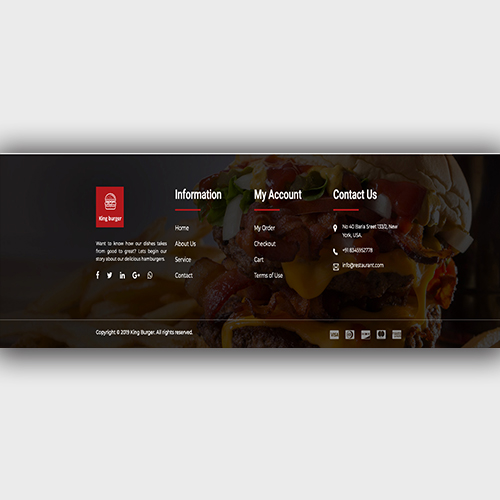 King Burger
Want to know how our dishes takes
from good to great? Lets begin our
story about our delicious hamburgers.
Information
Home
About Us
Service
Contact
My Account
My Order
Checkout
Cart
Terms of Use
Contact Us
No 40 Baria Sreet 133/2, New
York, USA.
+91 8345952778
info@restaurant.com
Copyright © 2019 King Burger. All rights reserved.
VISA